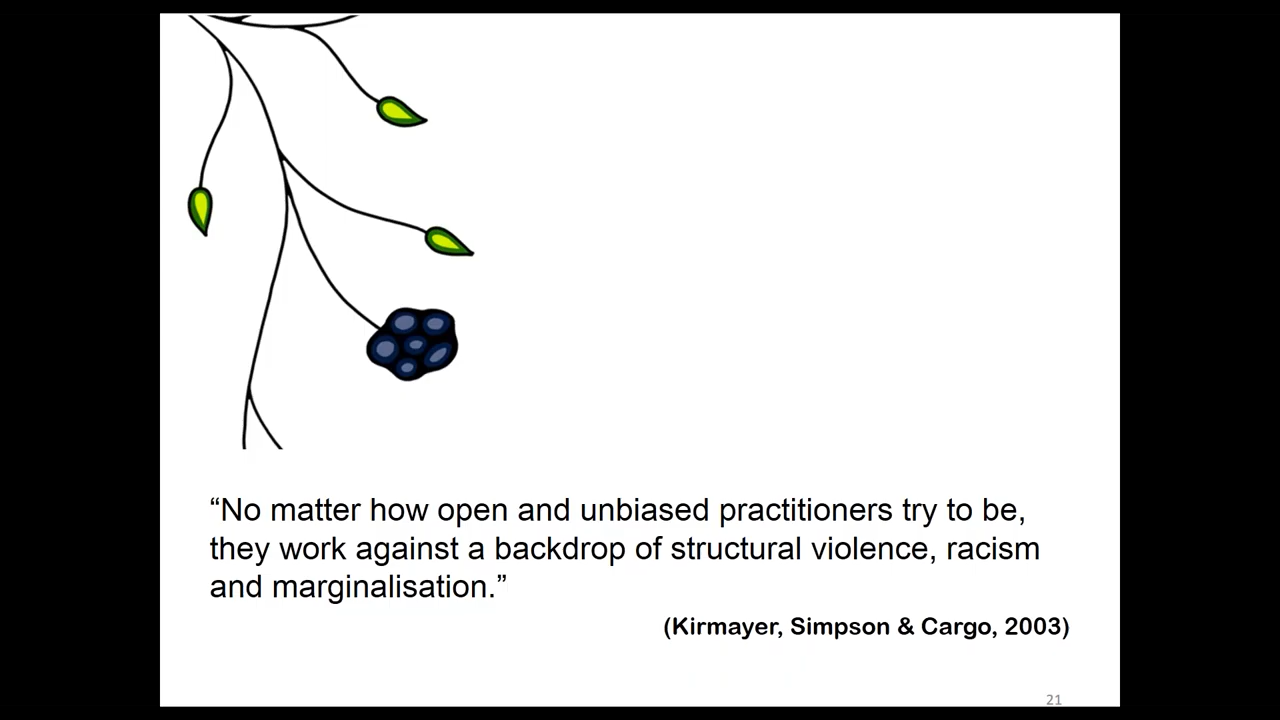 “No matter how open and unbiased practitioners try to be,
they work against a backdrop of structural violence, racism
and marginalisation.”
(Kirmayer, Simpson & Cargo, 2003)
21